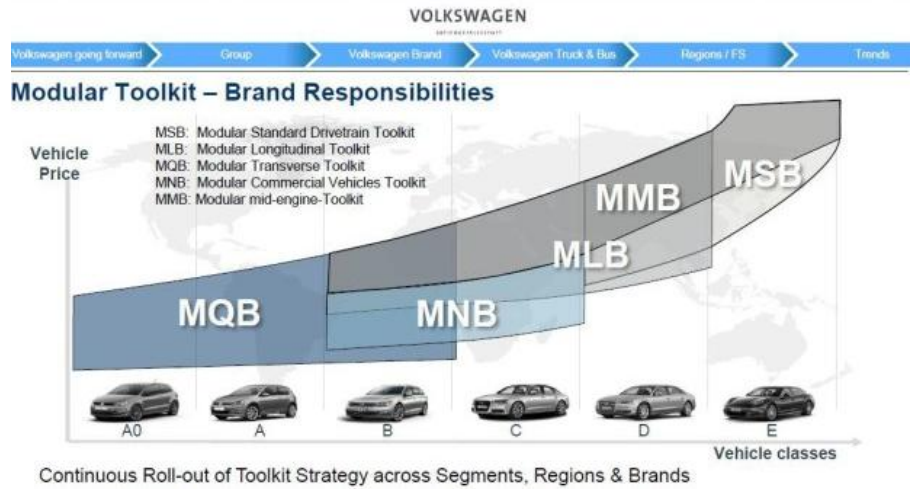 VOLKSWAGEN
AKTIENGESELLSCHAFT
Volkswagen going forward
Group
Volkswagen Brand
Volkswagen Truck & Bus
Regions / FS
Trends
Modular Toolkit – Brand Responsibilities
MSB: Modular Standard Drivetrain Toolkit
MLB: Modular Longitudinal Toolkit
MQB: Modular Transverse Toolkit
MNB: Modular Commercial Vehicles Toolkit
MMB: Modular mid-engine-Toolkit
Vehicle
Price
MSB
MMB
MLB
MQB
MNB
A0
A
B
C
D
E
Vehicle classes
Continuous Roll-out of Toolkit Strategy across Segments, Regions & Brands